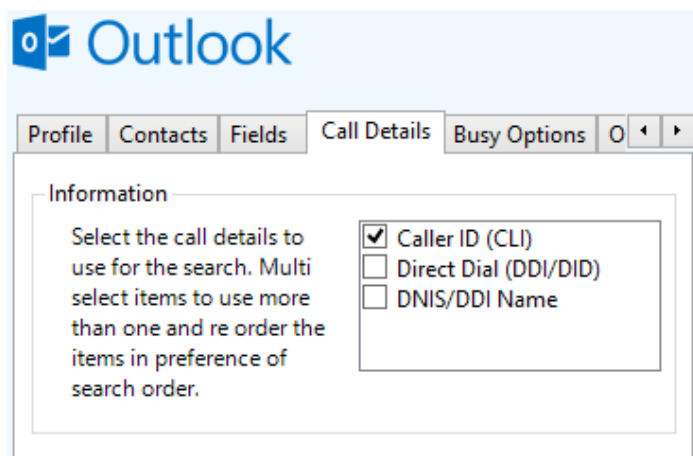 Outlook
Profile Contacts Fields Call Details Busy Options O
Information
Select the call details to
use for the search. Multi
select items to use more
than one and re order the
items in preference of
search order.
Caller ID (CLI)
Direct Dial (DDI/DID)
DNIS/DDI Name